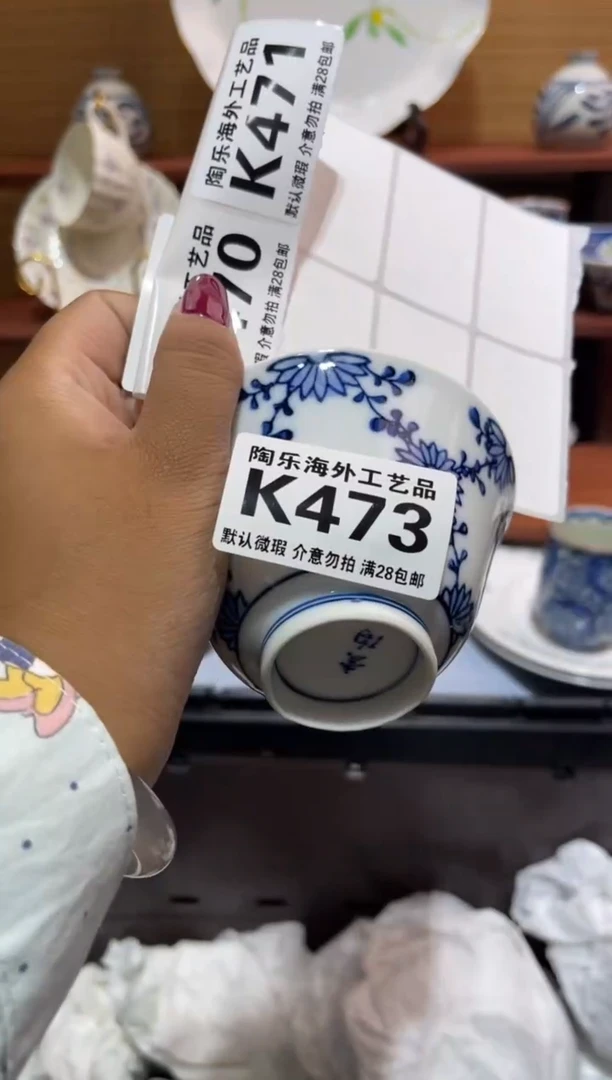 陶乐海外工艺品
K471
默认微瑕 介意勿拍 满28包邮
工艺品
70
瑕 介意勿拍 满28包邮
陶乐海外工艺品
K473
默认微瑕 介意勿拍 满28包邮